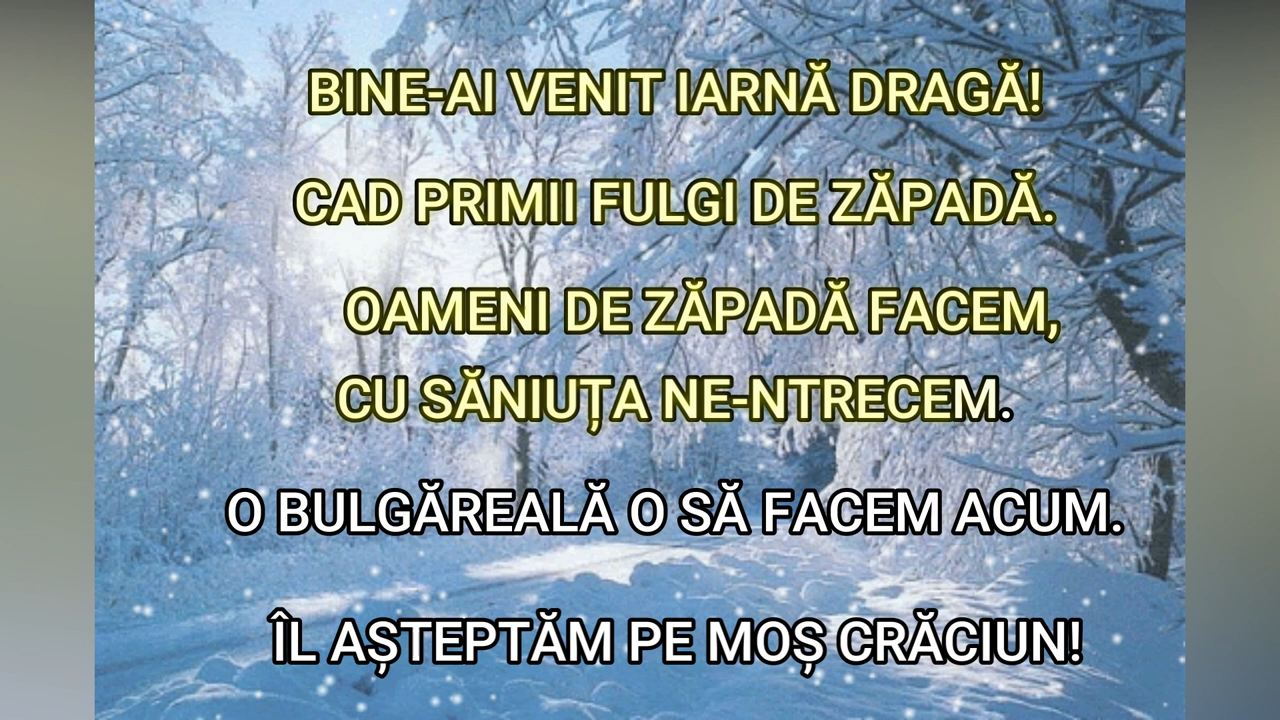 BINE-AI VENIT IARNĂ DRAGĂ!
CAD PRIMII FULGI DE ZĂPADĂ.
OAMENI DE ZĂPADĂ FACEM,
CU SĂNIUȚA NE-NTRECEM.
O BULGĂREALĂ O SĂ FACEM ACUM.
ÎL AȘTEPTĂM PE MOȘ CRĂCIUN!